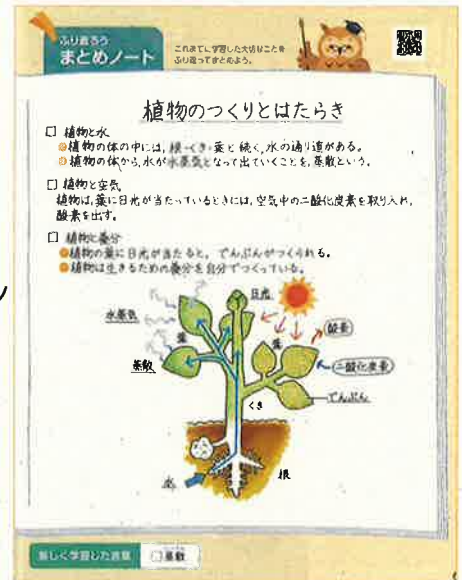 ふり返ろう
まとめノート
これまでに学習した大切なことを
ふり返ってまとめよう。
植物のつくりとはたらき
□ 植物と水
植物の体の中には,根・くき・葉と続く,水の通り道がある。
植物の体から,水が水蒸気となって出ていくことを,蒸散という。
□ 植物と空気
植物は,葉に日光が当たっているときには,空気中の二酸化炭素を取り入れ,
酸素を出す。
□ 植物と養分
植物の葉に日光が当たると,でんぷんがつくられる。
植物は生きるための養分を自分でつくっている。
日光
水蒸気
酸素
葉
葉
蒸散
二酸化炭素
でんぷん
くき
根
水
新しく学習した言葉
□蒸散